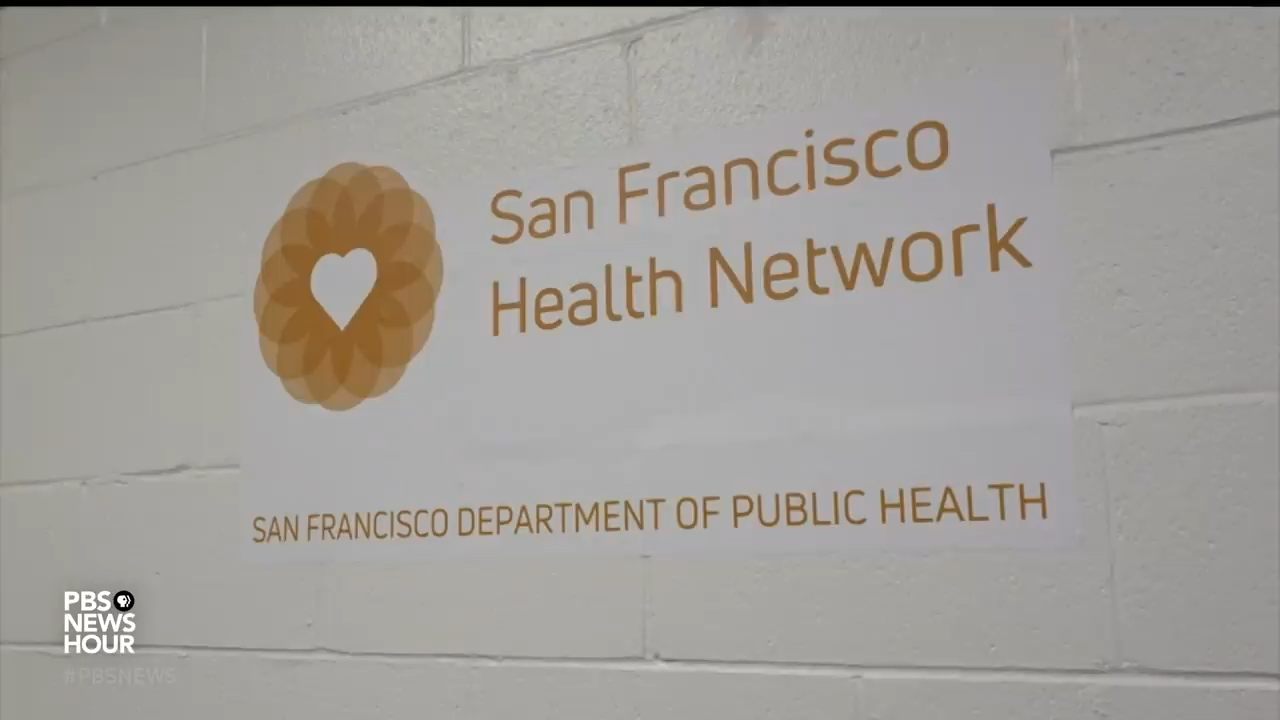 San Francisco
Health Network
SAN FRANCISCO DEPARTMENT OF PUBLIC HEALTH
PBS
NEWS
HOUR
#PBSNEWS